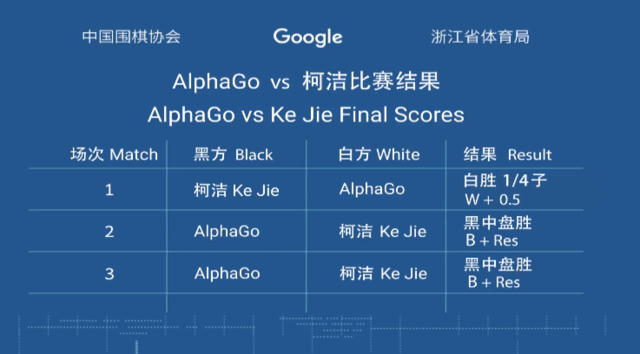 中国围棋协会 Google 浙江省体育局
AlphaGo vs 柯洁比赛结果
AlphaGo vs Ke Jie Final Scores
场次 Match 黑方 Black 白方 White 结果 Result
1 柯洁 Ke Jie AlphaGo 白胜 1/4子
W + 0.5
2 AlphaGo 柯洁 Ke Jie 黑中盘胜
B + Res
3 AlphaGo 柯洁 Ke Jie 黑中盘胜
B + Res